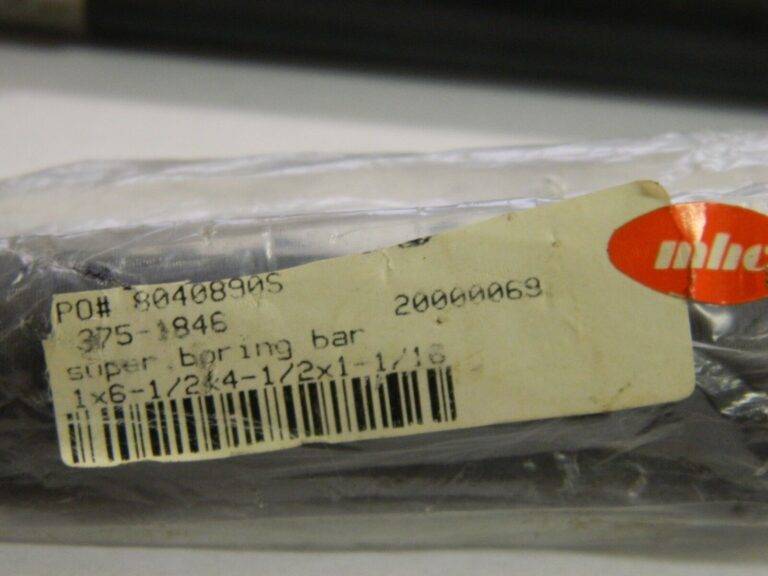 PO# 8040890S 20000069
375-1846
super boring bar
1x6-1/2x4-1/2x1-1/16
mhc